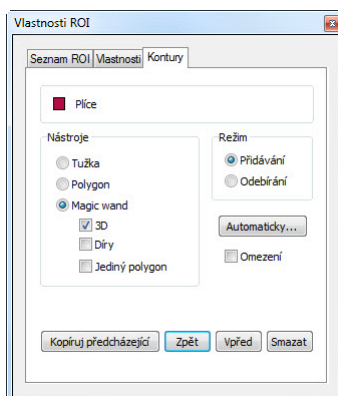 Vlastnosti ROI
Seznam ROI Vlastnosti Kontury
Plíce
Nástroje
Tužka
Polygon
Magic wand
3D
Díry
Jediný polygon
Režim
Přidávání
Odebírání
Automaticky...
Omezení
Kopíruj předcházející Zpět Vpřed Smazat